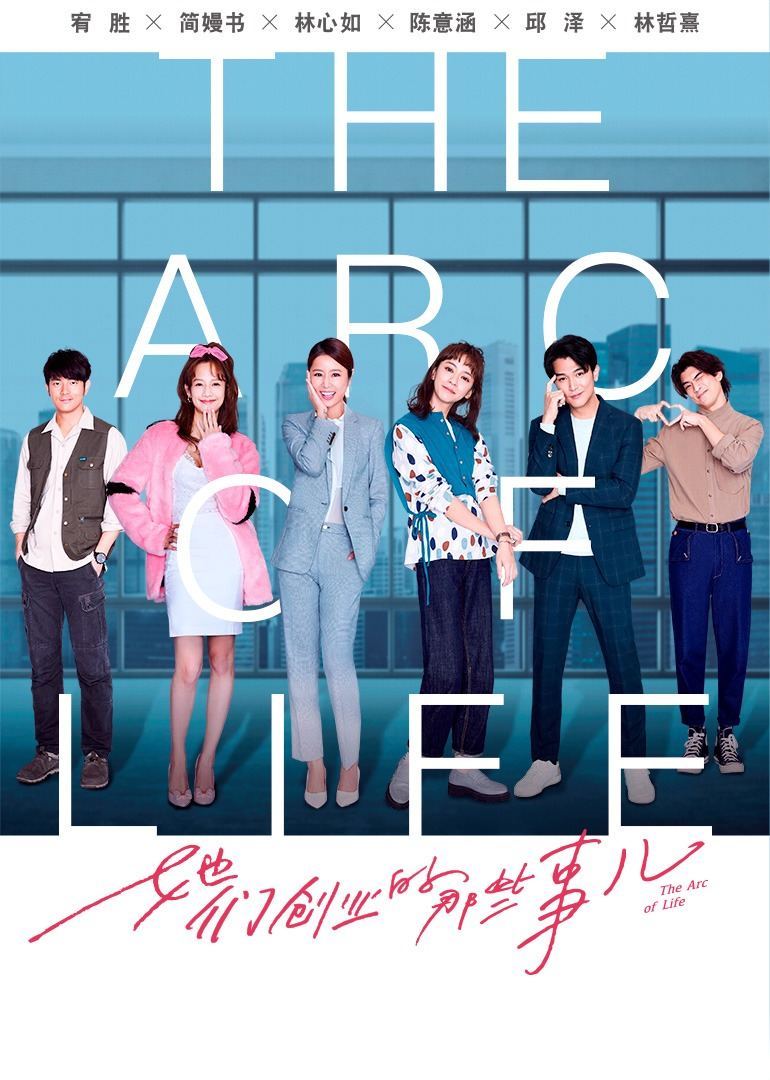 宥 胜 × 简嫚书 × 林心如 × 陈意涵 × 邱 泽 × 林哲熹
THE
ARC
OF
LIFE
她们创业的那些事儿
The Arc
of Life